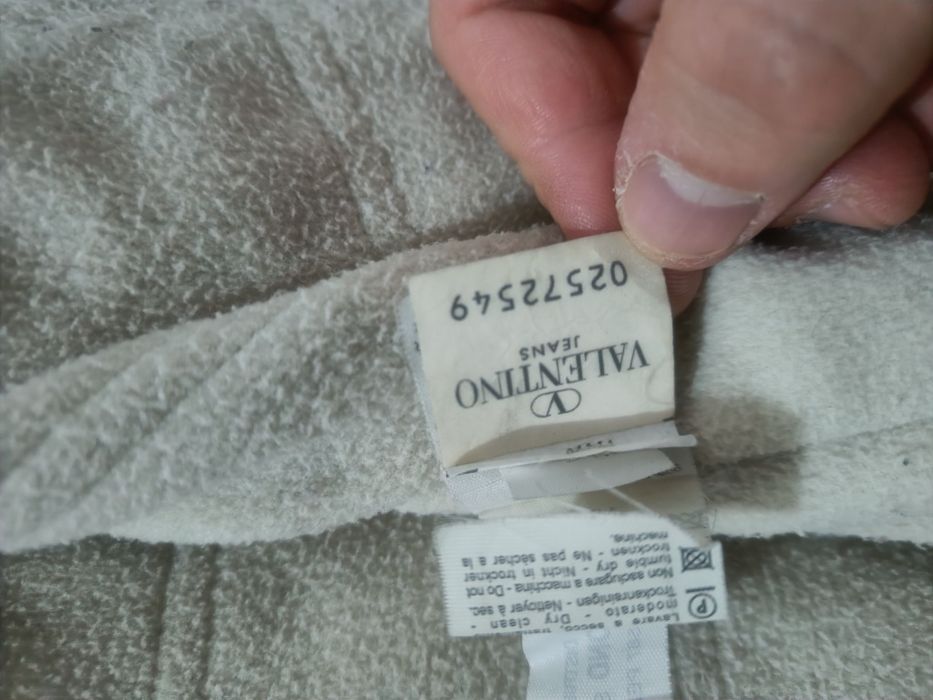 Lavare a secco,
moderato - Dry clean -
Trockenreinigen - Nettoyer à sec.
Non asciugare a macchina - Do not
tumble dry - Nicht in trockner
trocknen - Ne pas sécher a la
machine.
P
V
VALENTINO
JEANS
02572549